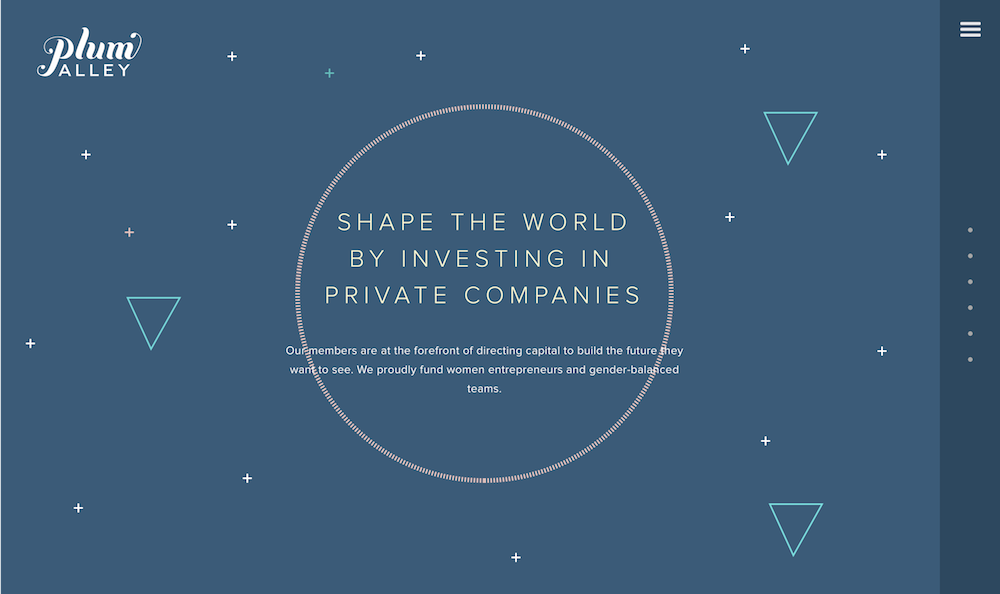 plum
ALLEY
SHAPE THE WORLD
BY INVESTING IN
PRIVATE COMPANIES
Our members are at the forefront of directing capital to build the future they
want to see. We proudly fund women entrepreneurs and gender-balanced
teams.